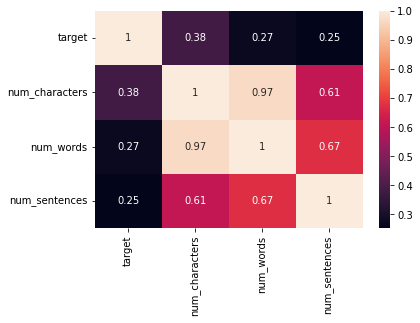 target
num_characters
num_words
num_sentences
1 0.38 0.27 0.25
0.38 1 0.97 0.61
0.27 0.97 1 0.67
0.25 0.61 0.67 1
target
num_characters
num_words
num_sentences
1.0
0.9
0.8
0.7
0.6
0.5
0.4
0.3